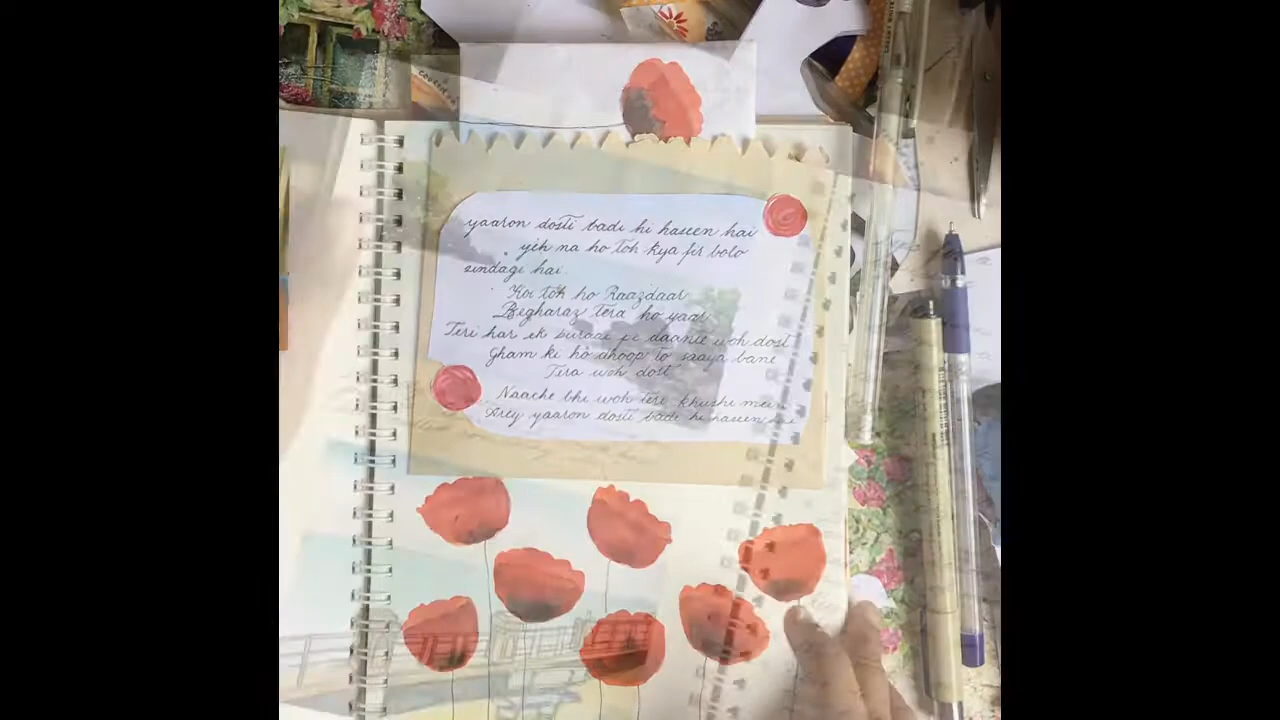 yaaron dosti badi hi haseen hai
yeh na ho toh kya fir bolo
zindagi hai.
Koi toh ho Raazdaar
Begharaz tera ho yaar
Teri har ek buraai pe daante woh dost
Gham ki ho dhoop to saaya bane
Tera woh dost
Naache bhi woh tere khushi mein
Arey yaaron dosti badi hi haseen hai